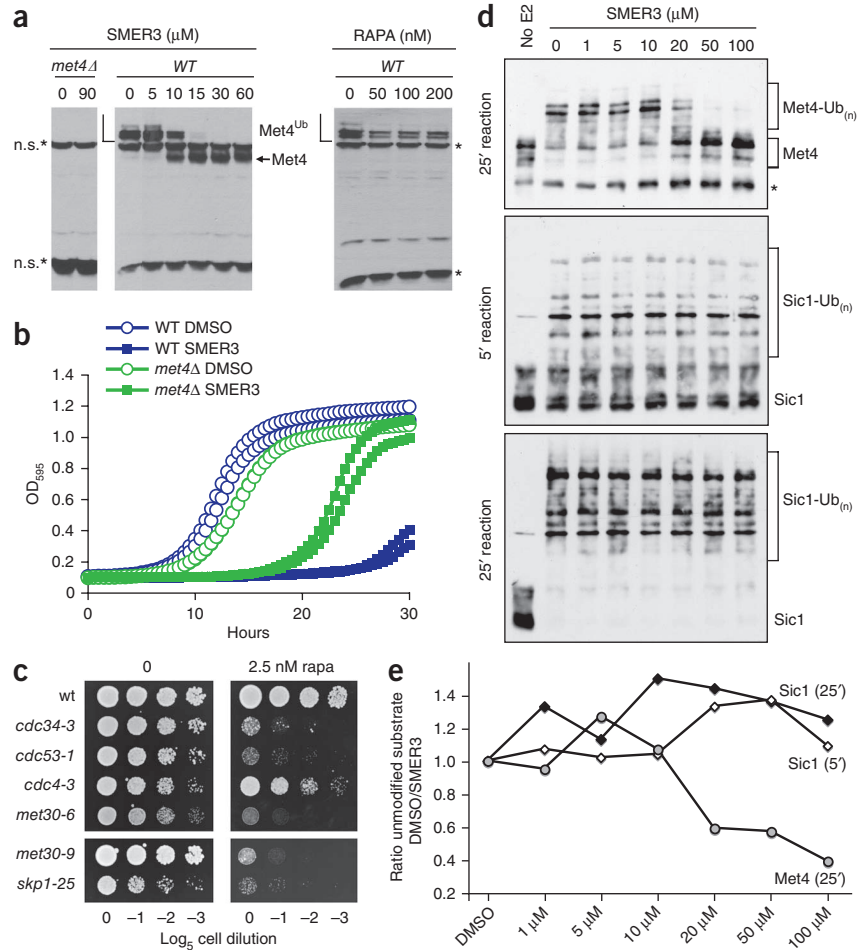 a
SMER3 (μM)
met4Δ
WT
0 90
0 5 10 15 30 60
Met4Ub
Met4
n.s.*
n.s.*
RAPA (nM)
WT
0 50 100 200
*
*
b
WT DMSO
WT SMER3
met4Δ DMSO
met4Δ SMER3
OD595
1.4
1.2
1.0
0.8
0.6
0.4
0.2
0
0 10 20 30
Hours
c
0
2.5 nM rapa
wt
cdc34-3
cdc53-1
cdc4-3
met30-6
met30-9
skp1-25
0 –1 –2 –3
0 –1 –2 –3
Log5 cell dilution
d
No E2
SMER3 (μM)
0 1 5 10 20 50 100
25′ reaction
Met4-Ub(n)
Met4
*
5′ reaction
Sic1-Ub(n)
Sic1
25′ reaction
Sic1-Ub(n)
Sic1
e
Ratio unmodified substrate
DMSO/SMER3
1.4
1.2
1.0
0.8
0.6
0.4
0.2
Sic1 (25′)
Sic1 (5′)
Met4 (25′)
DMSO
1 μM
5 μM
10 μM
20 μM
50 μM
100 μM